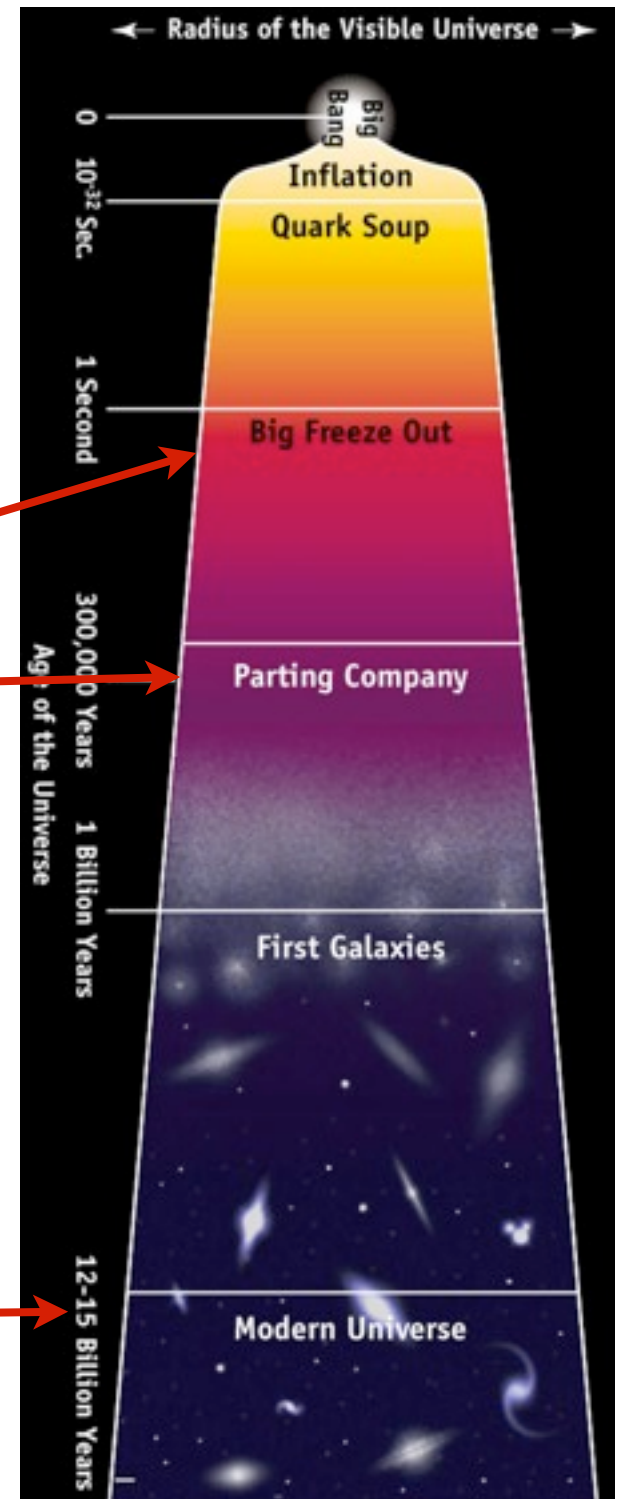 Radius of the Visible Universe
Big
Bang
0
Inflation
10⁻³² Sec.
Quark Soup
1 Second
Big Freeze Out
300,000 Years
Parting Company
Age of the Universe
1 Billion Years
First Galaxies
12-15 Billion Years
Modern Universe